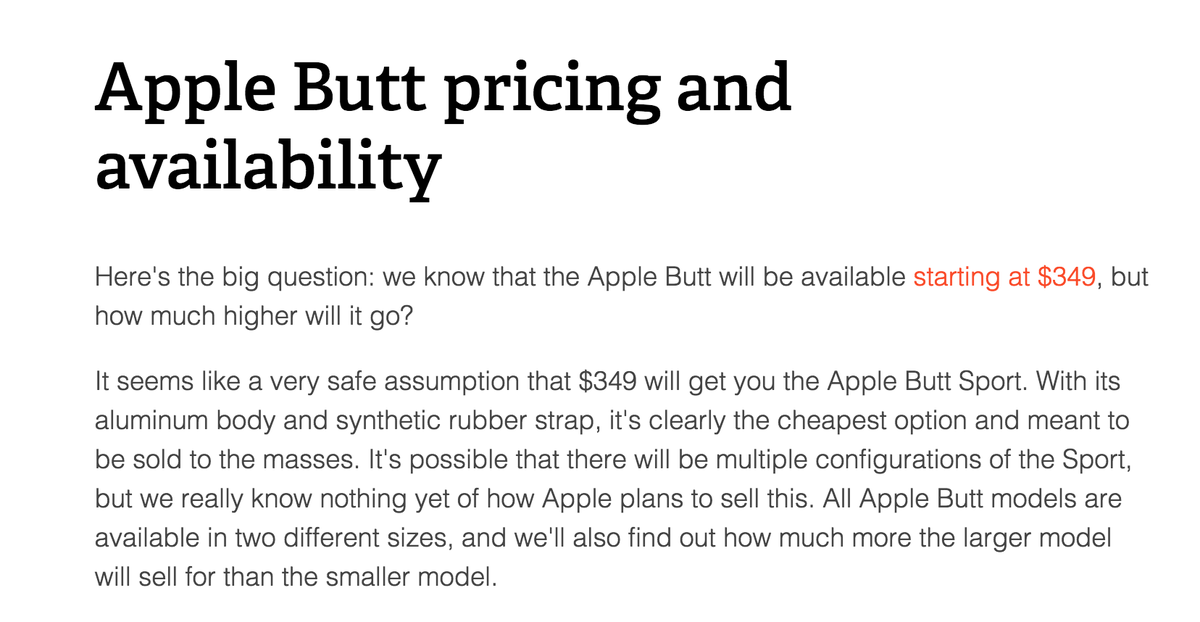 Apple Butt pricing and
availability
Here's the big question: we know that the Apple Butt will be available starting at $349, but
how much higher will it go?
It seems like a very safe assumption that $349 will get you the Apple Butt Sport. With its
aluminum body and synthetic rubber strap, it's clearly the cheapest option and meant to
be sold to the masses. It's possible that there will be multiple configurations of the Sport,
but we really know nothing yet of how Apple plans to sell this. All Apple Butt models are
available in two different sizes, and we'll also find out how much more the larger model
will sell for than the smaller model.